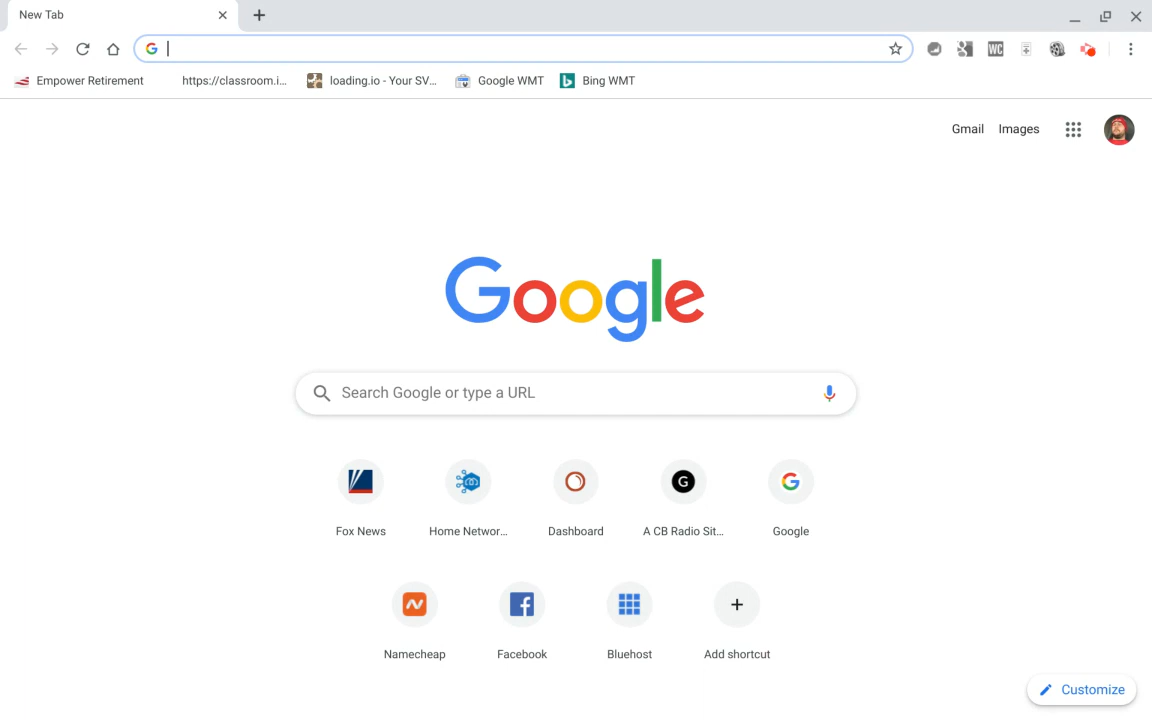 New Tab
Empower Retirement https://classroom.i... loading.io - Your SV... Google WMT Bing WMT
WC
Gmail Images
Google
Search Google or type a URL
Fox News Home Networ... Dashboard A CB Radio Sit... Google
Namecheap Facebook Bluehost Add shortcut
Customize